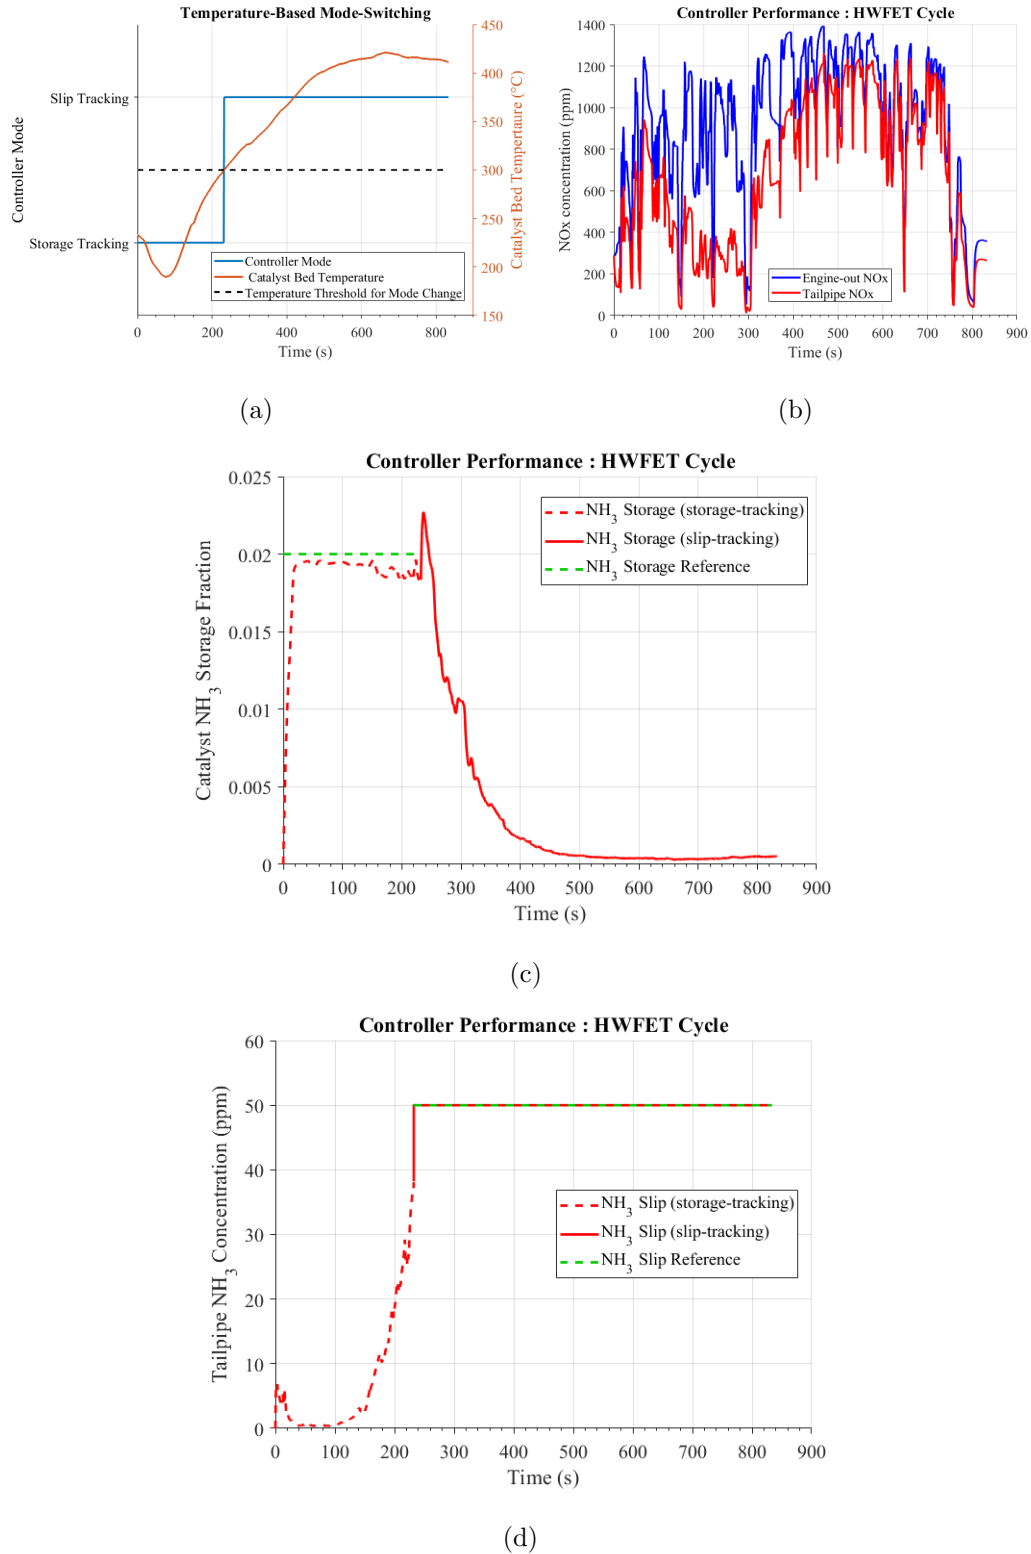 Temperature-Based Mode-Switching
Controller Mode
Slip Tracking
Storage Tracking
450
400
350
300
250
200
150
Catalyst Bed Tempertaure (°C)
Controller Mode
Catalyst Bed Temperature
Temperature Threshold for Mode Change
0 200 400 600 800
Time (s)
(a)
Controller Performance : HWFET Cycle
NOx concentration (ppm)
1400
1200
1000
800
600
400
200
0
Engine-out NOx
Tailpipe NOx
0 100 200 300 400 500 600 700 800 900
Time (s)
(b)
Controller Performance : HWFET Cycle
Catalyst NH3 Storage Fraction
0.025
0.02
0.015
0.01
0.005
0
NH3 Storage (storage-tracking)
NH3 Storage (slip-tracking)
NH3 Storage Reference
0 100 200 300 400 500 600 700 800 900
Time (s)
(c)
Controller Performance : HWFET Cycle
Tailpipe NH3 Concentration (ppm)
60
50
40
30
20
10
0
NH3 Slip (storage-tracking)
NH3 Slip (slip-tracking)
NH3 Slip Reference
0 100 200 300 400 500 600 700 800 900
Time (s)
(d)